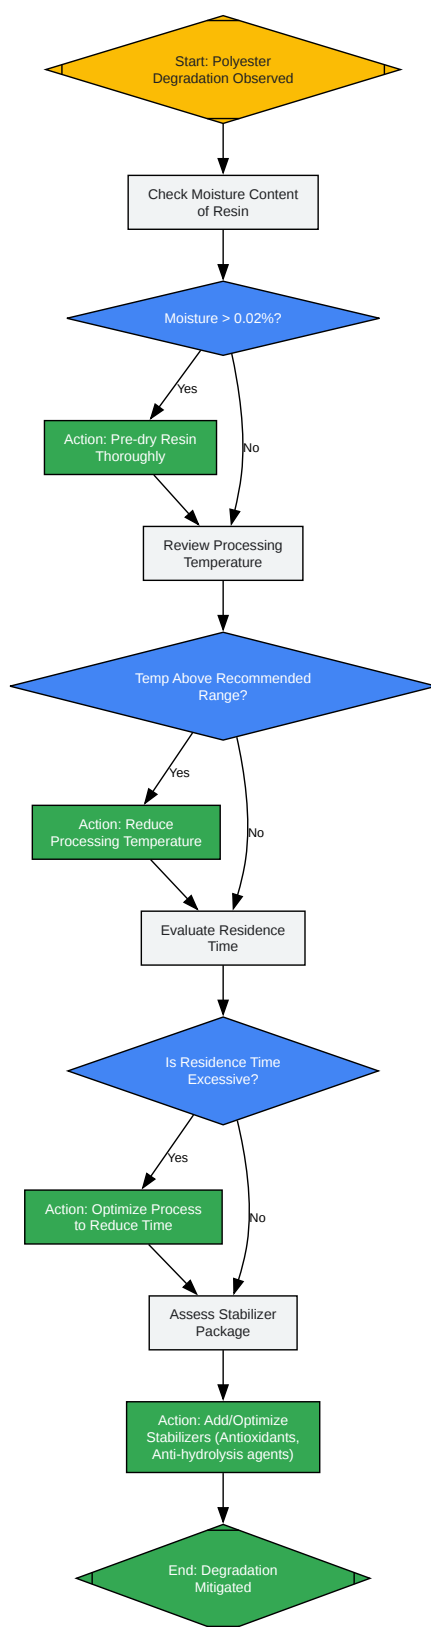 Start: Polyester
Degradation Observed
Check Moisture Content
of Resin
Moisture > 0.02%?
Yes
Action: Pre-dry Resin
Thoroughly
No
Review Processing
Temperature
Temp Above Recommended
Range?
Yes
Action: Reduce
Processing Temperature
No
Evaluate Residence
Time
Is Residence Time
Excessive?
Yes
Action: Optimize Process
to Reduce Time
No
Assess Stabilizer
Package
Action: Add/Optimize
Stabilizers (Antioxidants,
Anti-hydrolysis agents)
End: Degradation
Mitigated